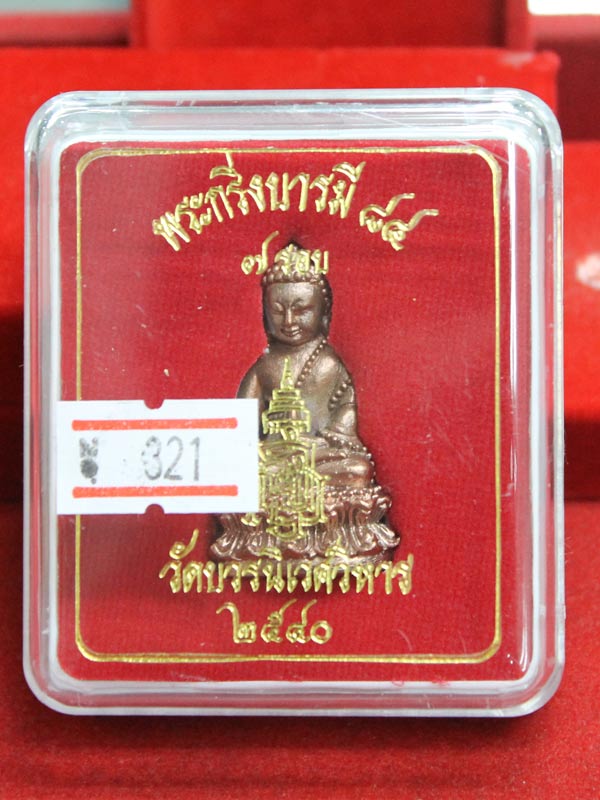 พระกริ่งบารมี ๘๔
๗ รอบ
321
วัดบวรนิเวศวิหาร
๒๕๔๐